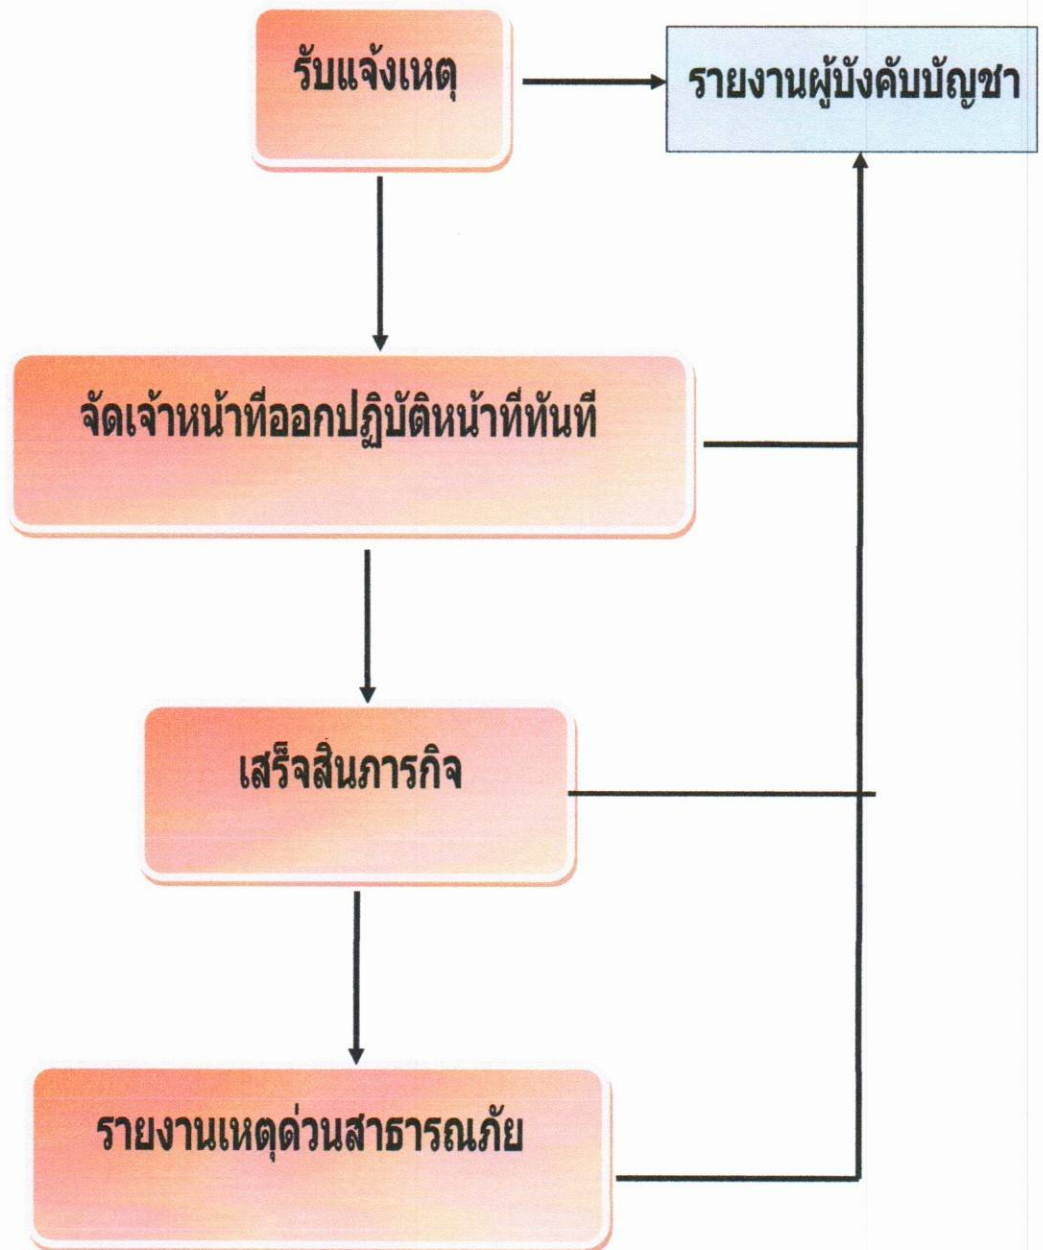 รับแจ้งเหตุ
รายงานผู้บังคับบัญชา
จัดเจ้าหน้าที่ออกปฏิบัติหน้าที่ทันที
เสร็จสิ้นภารกิจ
รายงานเหตุด่วนสาธารณภัย